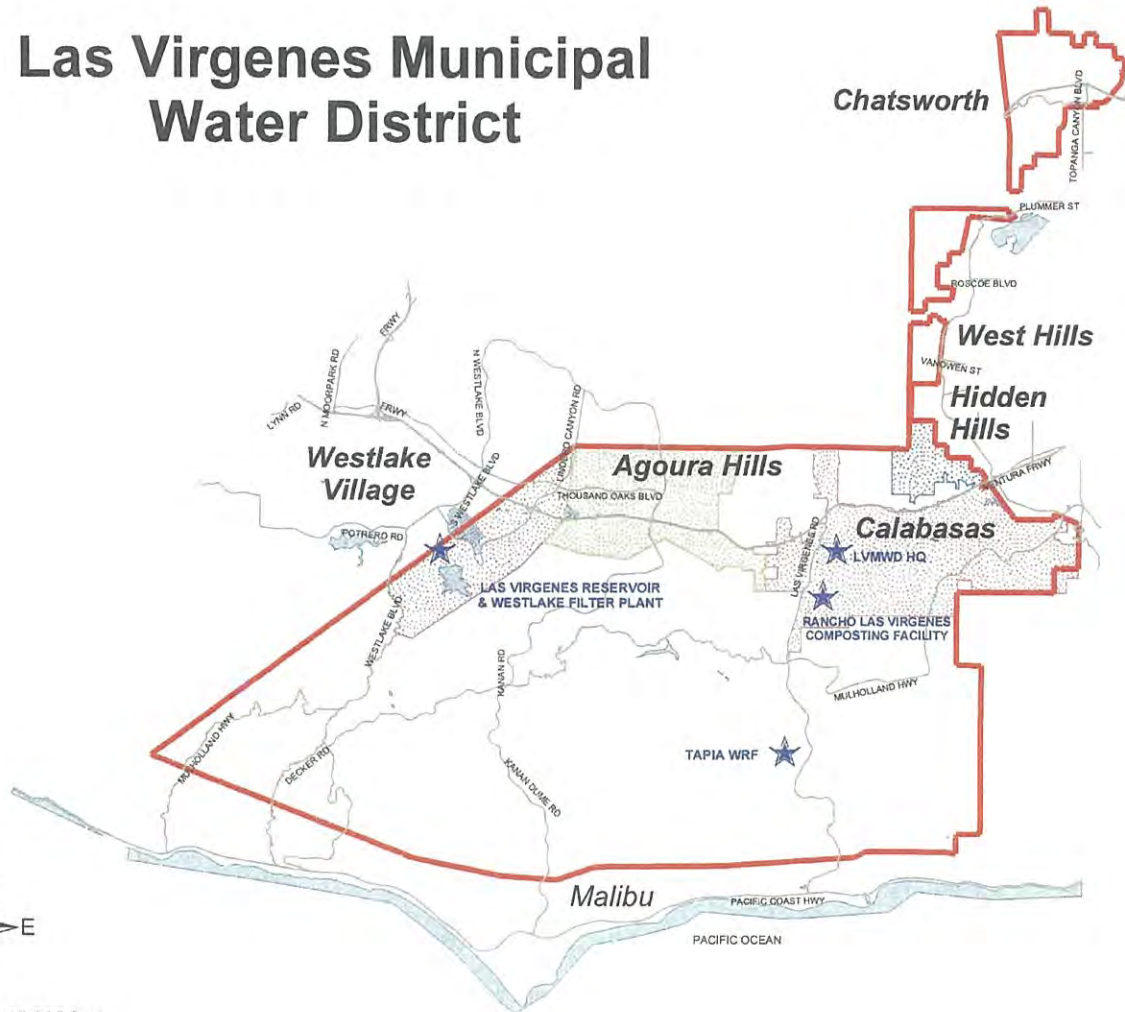 Las Virgenes Municipal
Water District
Chatsworth
TOPANGA CANYON BLVD
PLUMMER ST
ROSCOE BLVD
West Hills
VANOWEN ST
Hidden
Hills
VENTURA FRWY
N MOORPARK RD
FRWY
LYNN RD
FRWY
N WESTLAKE BLVD
LINDERO CANYON RD
Westlake
Village
Agoura Hills
S WESTLAKE BLVD
THOUSAND OAKS BLVD
POTRERO RD
Calabasas
LAS VIRGENES RD
LVMWD HQ
LAS VIRGENES RESERVOIR
& WESTLAKE FILTER PLANT
RANCHO LAS VIRGENES
COMPOSTING FACILITY
WESTLAKE BLVD
KANAN RD
MULHOLLAND HWY
MULHOLLAND HWY
DECKER RD
KANAN DUME RD
TAPIA WRF
Malibu
PACIFIC COAST HWY
E
PACIFIC OCEAN